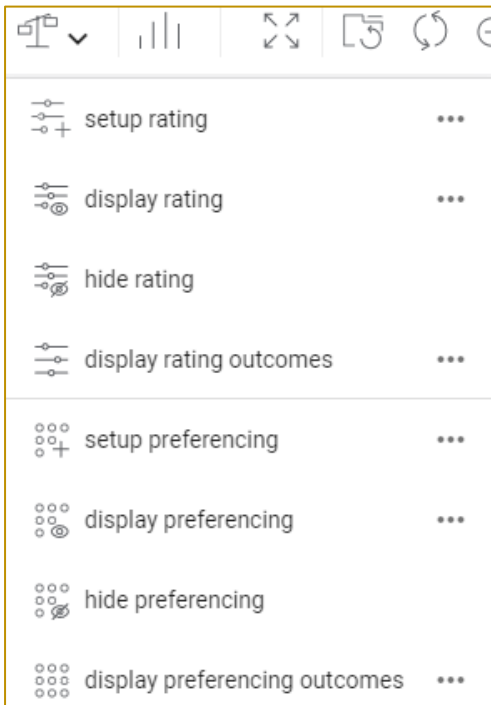 setup rating
display rating
hide rating
display rating outcomes
setup preferencing
display preferencing
hide preferencing
display preferencing outcomes